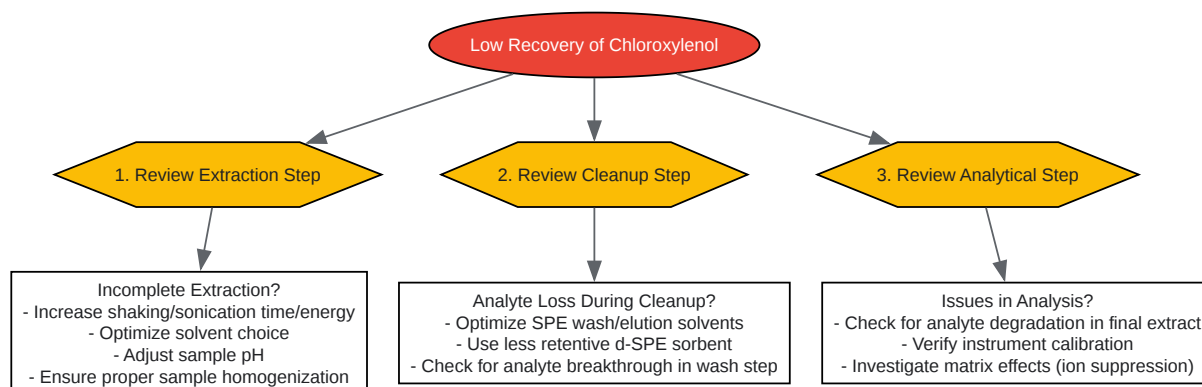 Low Recovery of Chloroxylenol
1. Review Extraction Step
2. Review Cleanup Step
3. Review Analytical Step
Incomplete Extraction?
- Increase shaking/sonication time/energy
- Optimize solvent choice
- Adjust sample pH
- Ensure proper sample homogenization
Analyte Loss During Cleanup?
- Optimize SPE wash/elution solvents
- Use less retentive d-SPE sorbent
- Check for analyte breakthrough in wash step
Issues in Analysis?
- Check for analyte degradation in final extract
- Verify instrument calibration
- Investigate matrix effects (ion suppression)